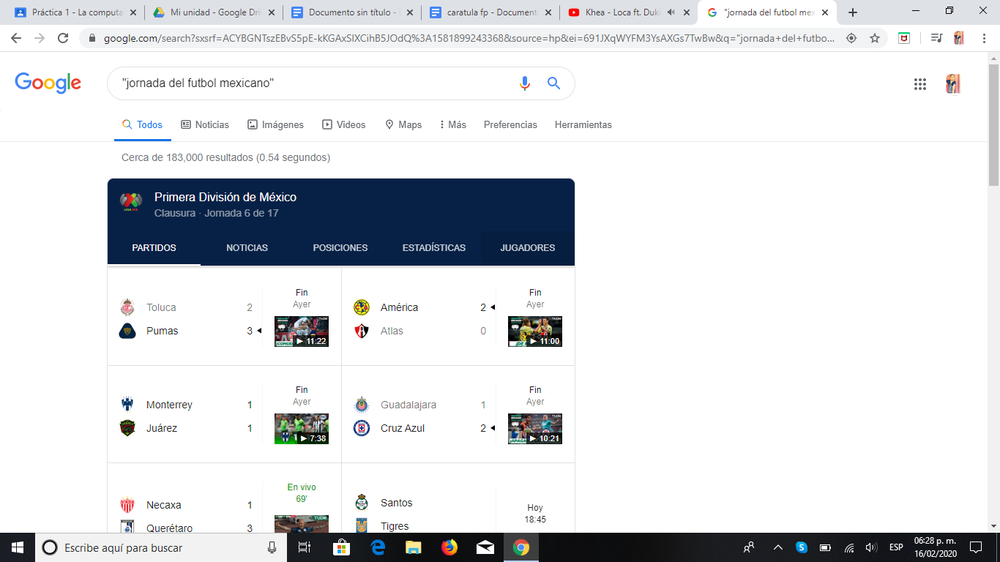 Práctica 1 - La computa
Mi unidad - Google Dri
Documento sin título -
caratula fp - Document
Khea - Loca ft. Duk
"jornada del futbol mex
google.com/search?sxsrf=ACYBGNTszEBvS5pE-kKGAxSlXCihB5JOdQ%3A1581899243368&source=hp&ei=691JXqWYFM3YsAXGs7TwBw&q="jornada+del+futbo...
Google
"jornada del futbol mexicano"
Todos
Noticias
Imágenes
Videos
Maps
Más
Preferencias
Herramientas
Cerca de 183,000 resultados (0.54 segundos)
LIGA MX
Primera División de México
Clausura · Jornada 6 de 17
PARTIDOS
NOTICIAS
POSICIONES
ESTADÍSTICAS
JUGADORES
Toluca 2
Pumas 3
Fin
Ayer
11:22
América 2
Atlas 0
Fin
Ayer
11:00
Monterrey 1
Juárez 1
Fin
Ayer
7:38
Guadalajara 1
Cruz Azul 2
Fin
Ayer
10:21
Necaxa 1
Querétaro 3
En vivo
69'
Santos
Tigres
Hoy
18:45
Escribe aquí para buscar
ESP
06:28 p. m.
16/02/2020